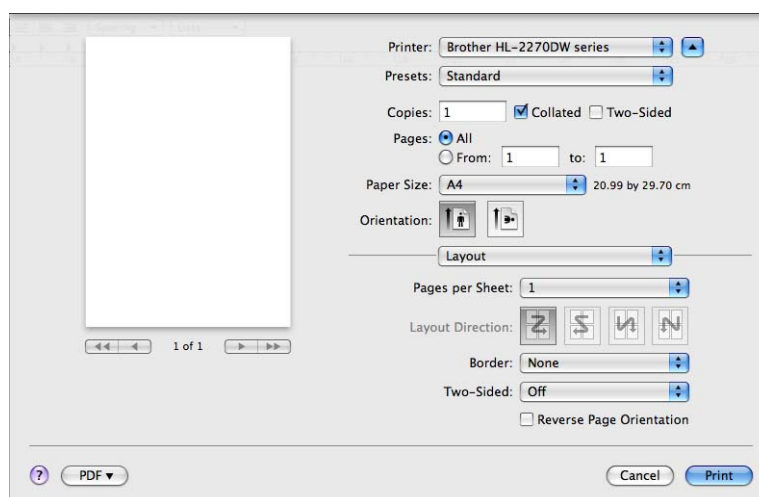 Printer: Brother HL-2270DW series
Presets: Standard
Copies: 1 Collated Two-Sided
Pages: All
From: 1 to: 1
Paper Size: A4 20.99 by 29.70 cm
Orientation:
Layout
Pages per Sheet: 1
Layout Direction:
Border: None
Two-Sided: Off
Reverse Page Orientation
1 of 1
? PDF Cancel Print